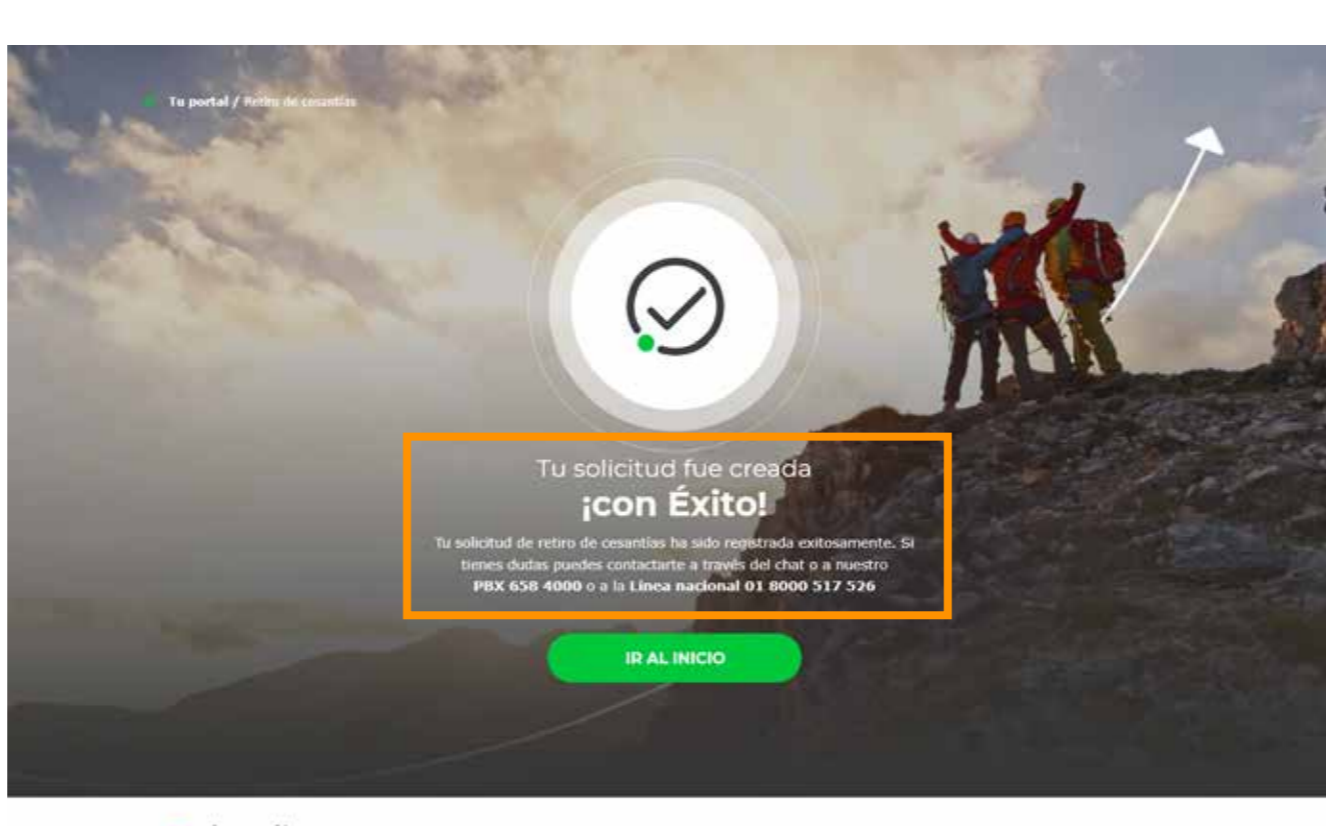 Tu portal / Retiro de cesantías
Tu solicitud fue creada
¡con Éxito!
Tu solicitud de retiro de cesantías ha sido registrada exitosamente. Si
tienes dudas puedes contactarte a través del chat o a nuestro
PBX 658 4000 o a la Línea nacional 01 8000 517 526
IR AL INICIO